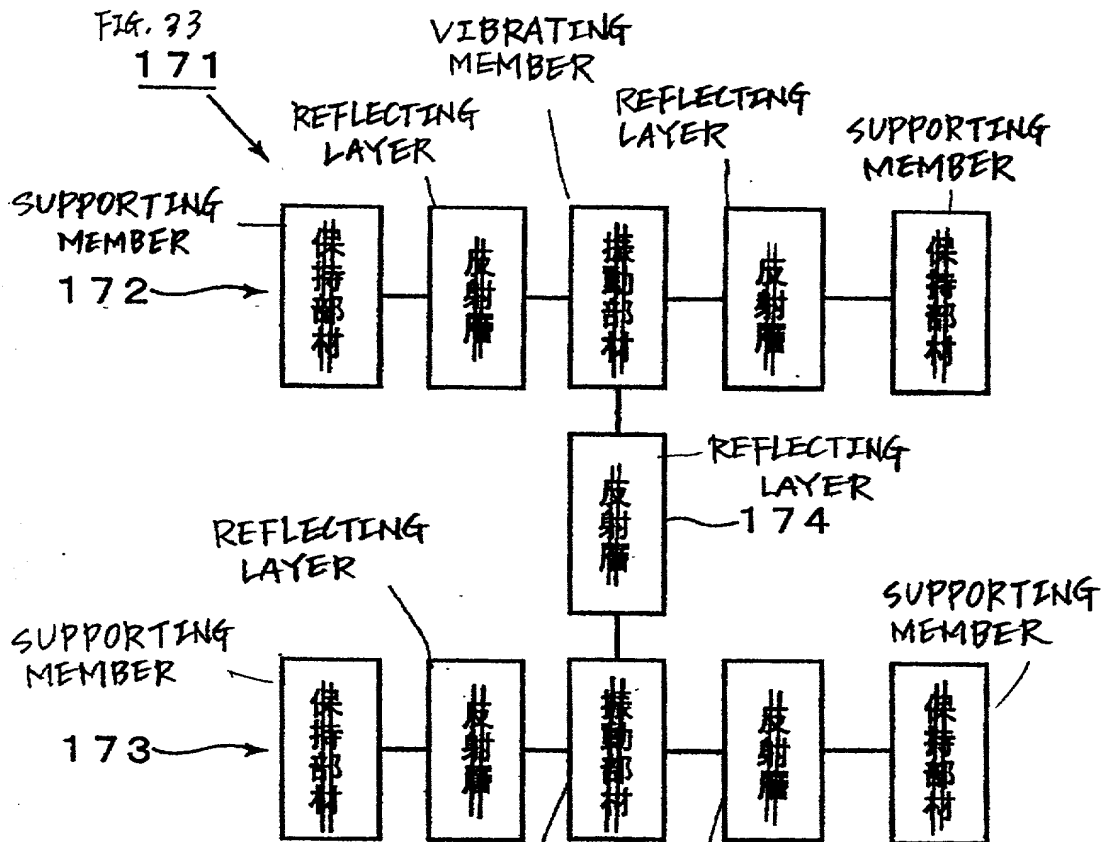 FIG. 33
171
VIBRATING
MEMBER
REFLECTING
LAYER
REFLECTING
LAYER
SUPPORTING
MEMBER
SUPPORTING
MEMBER
172
保持部材
反射層
振動部材
反射層
保持部材
REFLECTING
LAYER
174
反射層
REFLECTING
LAYER
SUPPORTING
MEMBER
SUPPORTING
MEMBER
173
保持部材
反射層
振動部材
反射層
保持部材